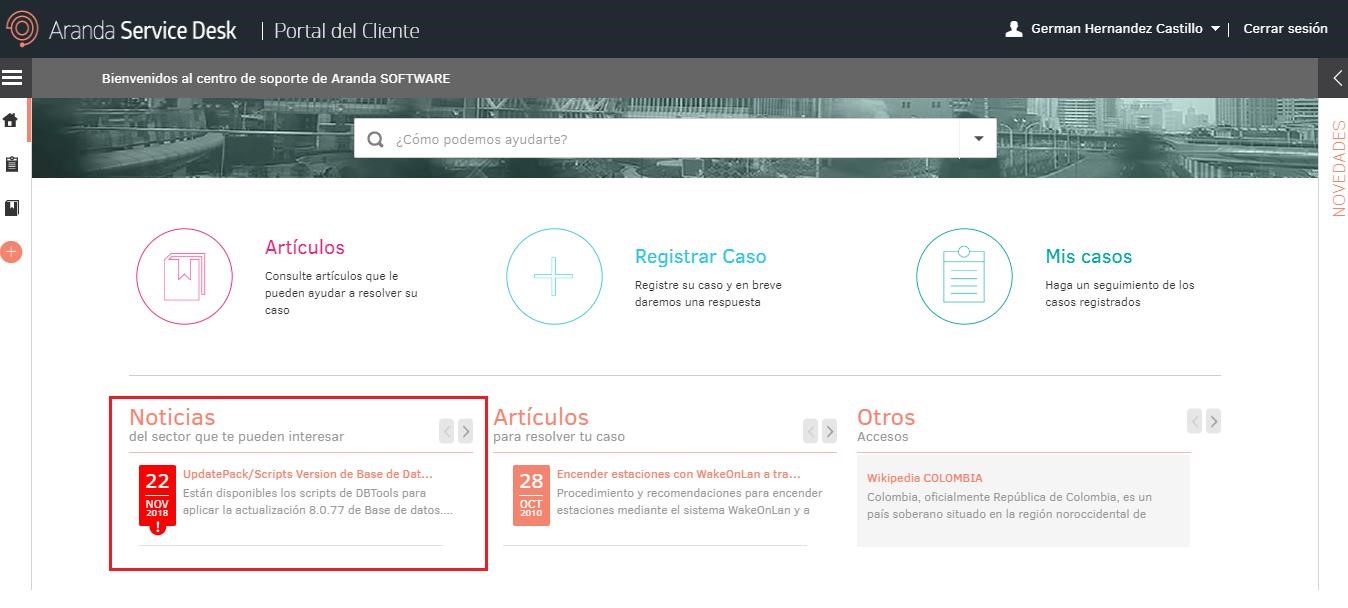 Aranda Service Desk | Portal del Cliente
German Hernandez Castillo | Cerrar sesión
Bienvenidos al centro de soporte de Aranda SOFTWARE
¿Cómo podemos ayudarte?
NOVEDADES
Artículos
Consulte artículos que le
pueden ayudar a resolver su
caso
Registrar Caso
Registre su caso y en breve
daremos una respuesta
Mis casos
Haga un seguimiento de los
casos registrados
Noticias
del sector que te pueden interesar
22
NOV
2018
!
UpdatePack/Scripts Version de Base de Dat...
Están disponibles los scripts de DBTools para
aplicar la actualización 8.0.77 de Base de datos....
Artículos
para resolver tu caso
28
OCT
2010
Encender estaciones con WakeOnLan a tra...
Procedimiento y recomendaciones para encender
estaciones mediante el sistema WakeOnLan y a
Otros
Accesos
Wikipedia COLOMBIA
Colombia, oficialmente República de Colombia, es un
país soberano situado en la región noroccidental de